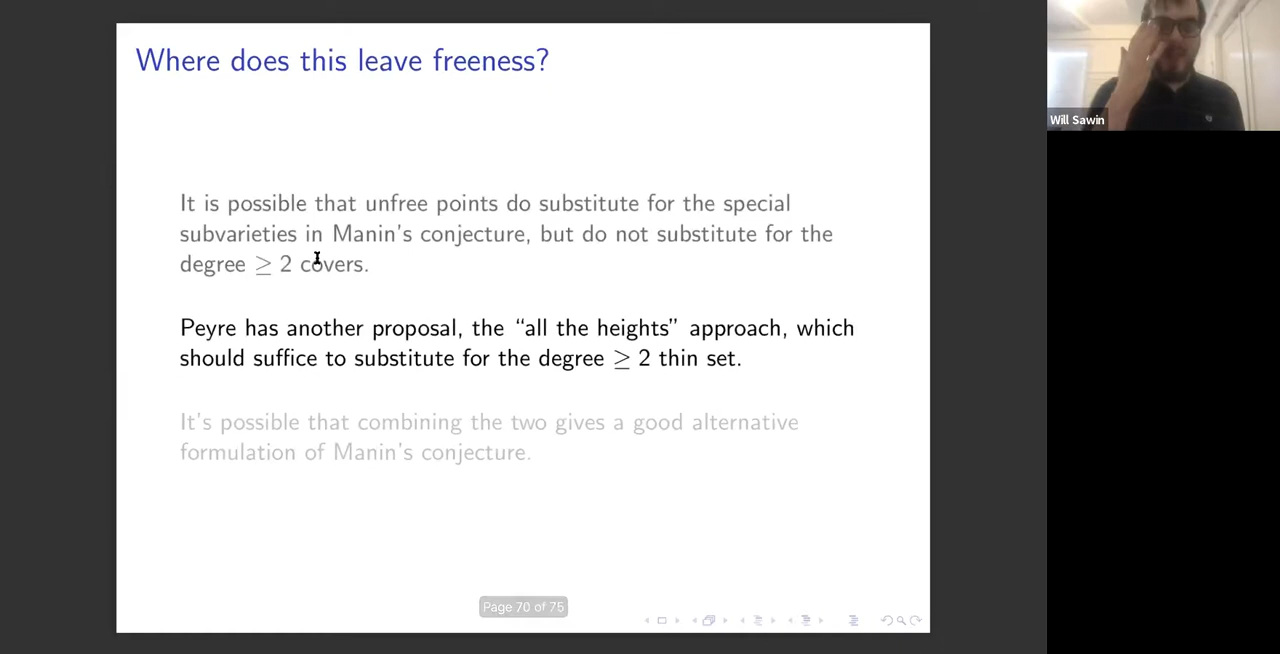 Where does this leave freeness?
It is possible that unfree points do substitute for the special
subvarieties in Manin's conjecture, but do not substitute for the
degree ≥ 2 covers.
Peyre has another proposal, the “all the heights” approach, which
should suffice to substitute for the degree ≥ 2 thin set.
It's possible that combining the two gives a good alternative
formulation of Manin's conjecture.
Page 70 of 75
Will Sawin